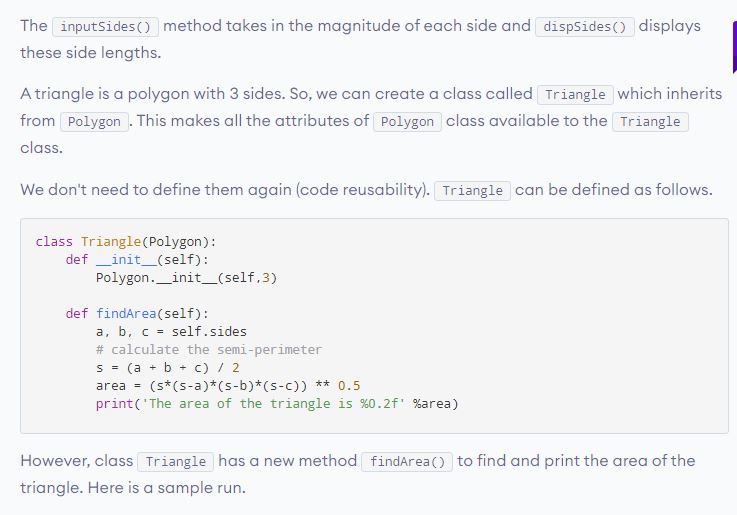 The inputSides() method takes in the magnitude of each side and dispSides() displays
these side lengths.
A triangle is a polygon with 3 sides. So, we can create a class called Triangle which inherits
from Polygon. This makes all the attributes of Polygon class available to the Triangle
class.
We don't need to define them again (code reusability). Triangle can be defined as follows.
class Triangle(Polygon):
    def __init__(self):
        Polygon.__init__(self,3)

    def findArea(self):
        a, b, c = self.sides
        # calculate the semi-perimeter
        s = (a + b + c) / 2
        area = (s*(s-a)*(s-b)*(s-c)) ** 0.5
        print('The area of the triangle is %0.2f' %area)
However, class Triangle has a new method findArea() to find and print the area of the
triangle. Here is a sample run.